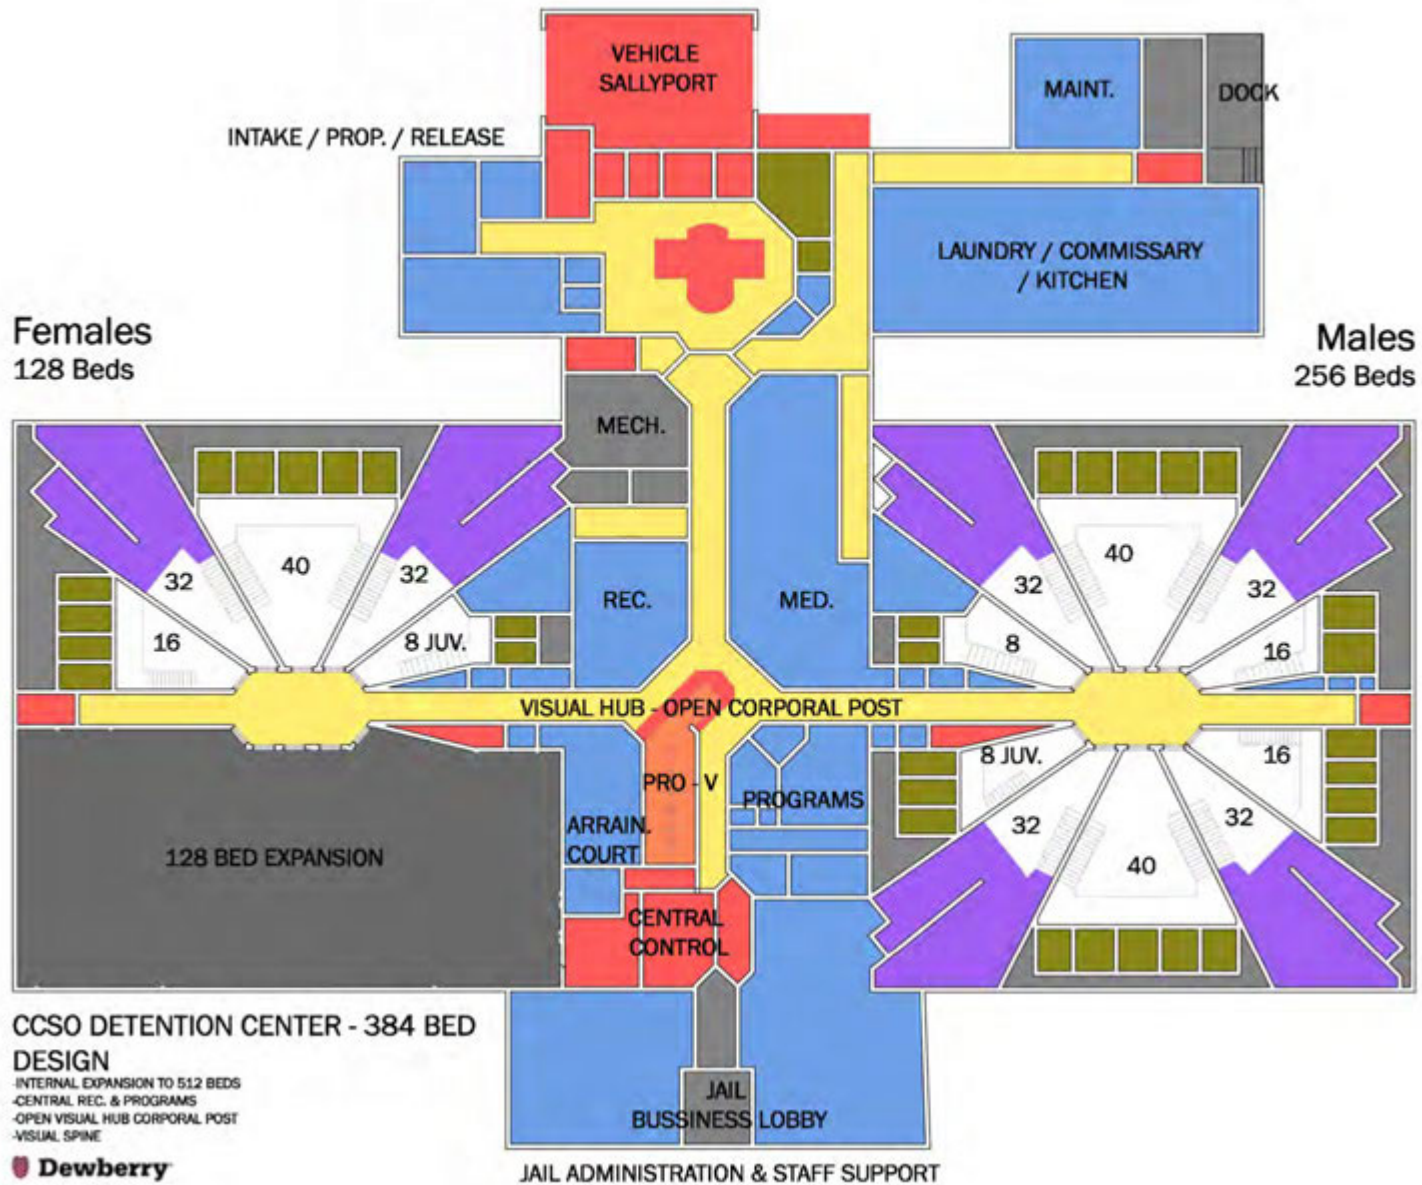 VEHICLE
SALLYPORT
MAINT.
DOCK
INTAKE / PROP. / RELEASE
LAUNDRY / COMMISSARY
/ KITCHEN
Females
128 Beds
Males
256 Beds
MECH.
40
32
32
16
8 JUV.
REC.
MED.
40
32
32
8
16
VISUAL HUB - OPEN CORPORAL POST
PRO - V
PROGRAMS
8 JUV.
16
32
32
40
ARRAIN.
COURT
128 BED EXPANSION
CENTRAL
CONTROL
CCSO DETENTION CENTER - 384 BED
DESIGN
-INTERNAL EXPANSION TO 512 BEDS
-CENTRAL REC. & PROGRAMS
-OPEN VISUAL HUB CORPORAL POST
-VISUAL SPINE
Dewberry
JAIL
BUSSINESS LOBBY
JAIL ADMINISTRATION & STAFF SUPPORT